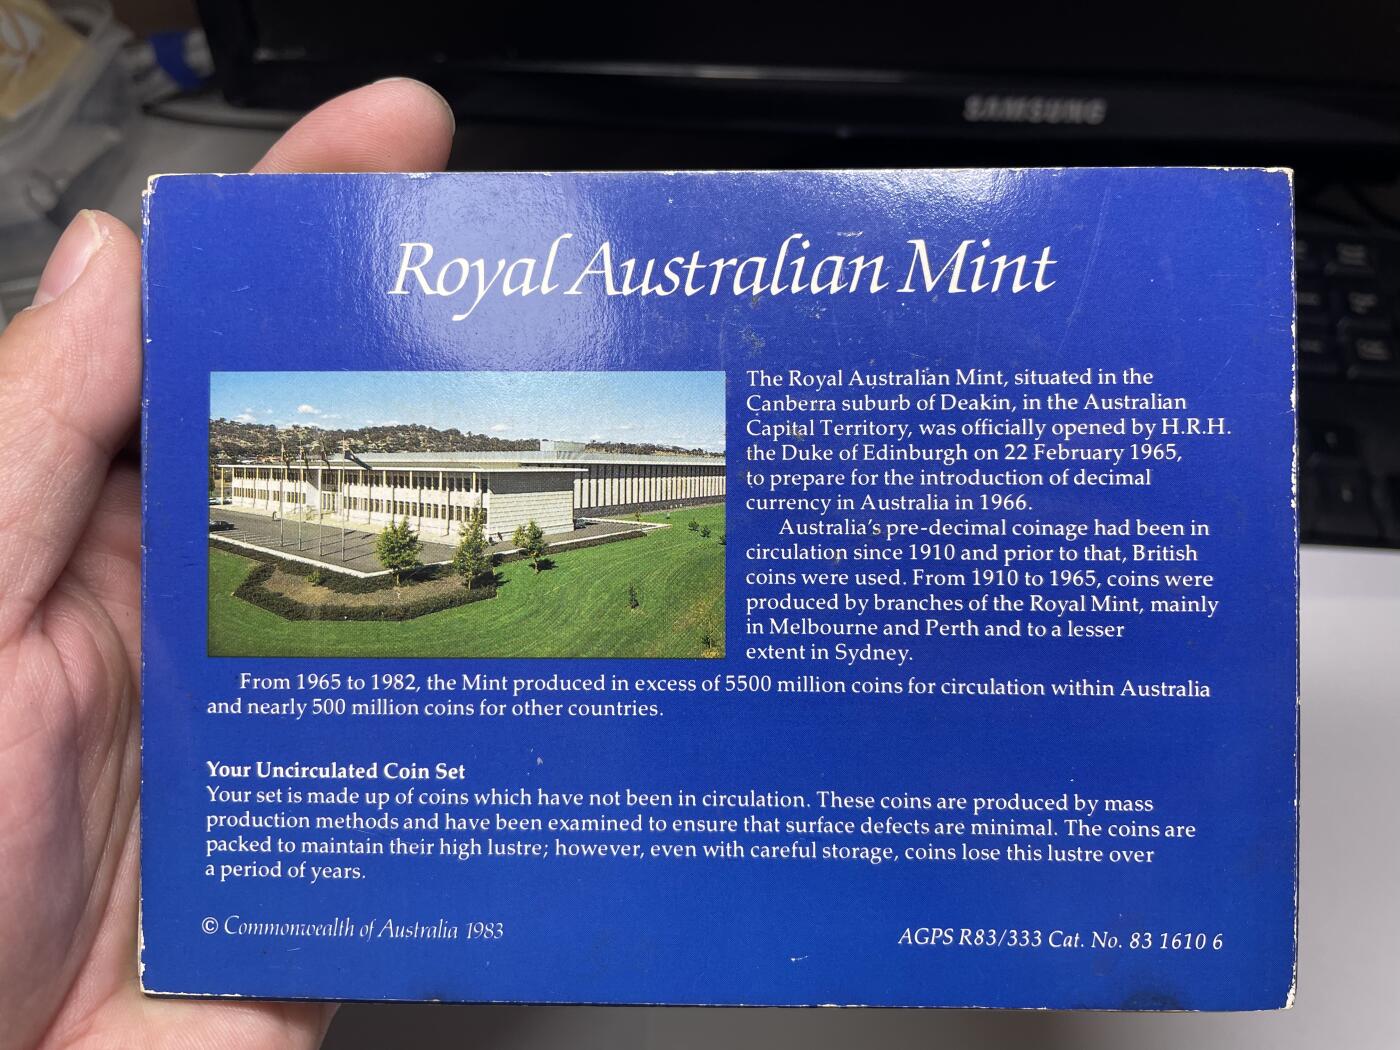 SAMSUNG
Royal Australian Mint
The Royal Australian Mint, situated in the
Canberra suburb of Deakin, in the Australian
Capital Territory, was officially opened by H.R.H.
the Duke of Edinburgh on 22 February 1965,
to prepare for the introduction of decimal
currency in Australia in 1966.
Australia's pre-decimal coinage had been in
circulation since 1910 and prior to that, British
coins were used. From 1910 to 1965, coins were
produced by branches of the Royal Mint, mainly
in Melbourne and Perth and to a lesser
extent in Sydney.
From 1965 to 1982, the Mint produced in excess of 5500 million coins for circulation within Australia
and nearly 500 million coins for other countries.
Your Uncirculated Coin Set
Your set is made up of coins which have not been in circulation. These coins are produced by mass
production methods and have been examined to ensure that surface defects are minimal. The coins are
packed to maintain their high lustre; however, even with careful storage, coins lose this lustre over
a period of years.
© Commonwealth of Australia 1983
AGPS R83/333 Cat. No. 83 1610 6